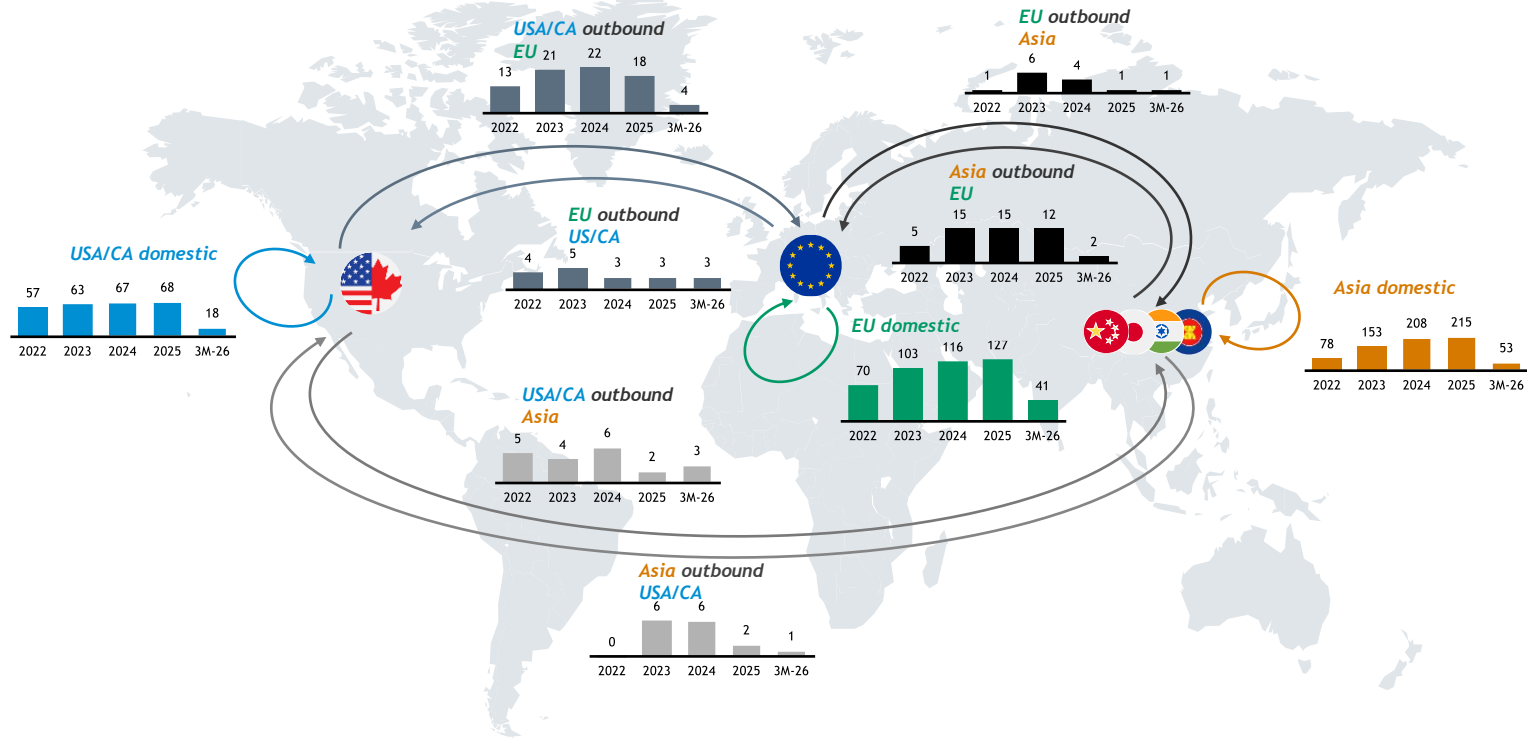 USA/CA outbound
EU
13 21 22 18 4
2022 2023 2024 2025 3M-26
EU outbound
Asia
1 6 4 1 1
2022 2023 2024 2025 3M-26
Asia outbound
EU
5 15 15 12 2
2022 2023 2024 2025 3M-26
EU outbound
US/CA
4 5 3 3 3
2022 2023 2024 2025 3M-26
USA/CA domestic
57 63 67 68 18
2022 2023 2024 2025 3M-26
Asia domestic
78 153 208 215 53
2022 2023 2024 2025 3M-26
EU domestic
70 103 116 127 41
2022 2023 2024 2025 3M-26
USA/CA outbound
Asia
5 4 6 2 3
2022 2023 2024 2025 3M-26
Asia outbound
USA/CA
0 6 6 2 1
2022 2023 2024 2025 3M-26